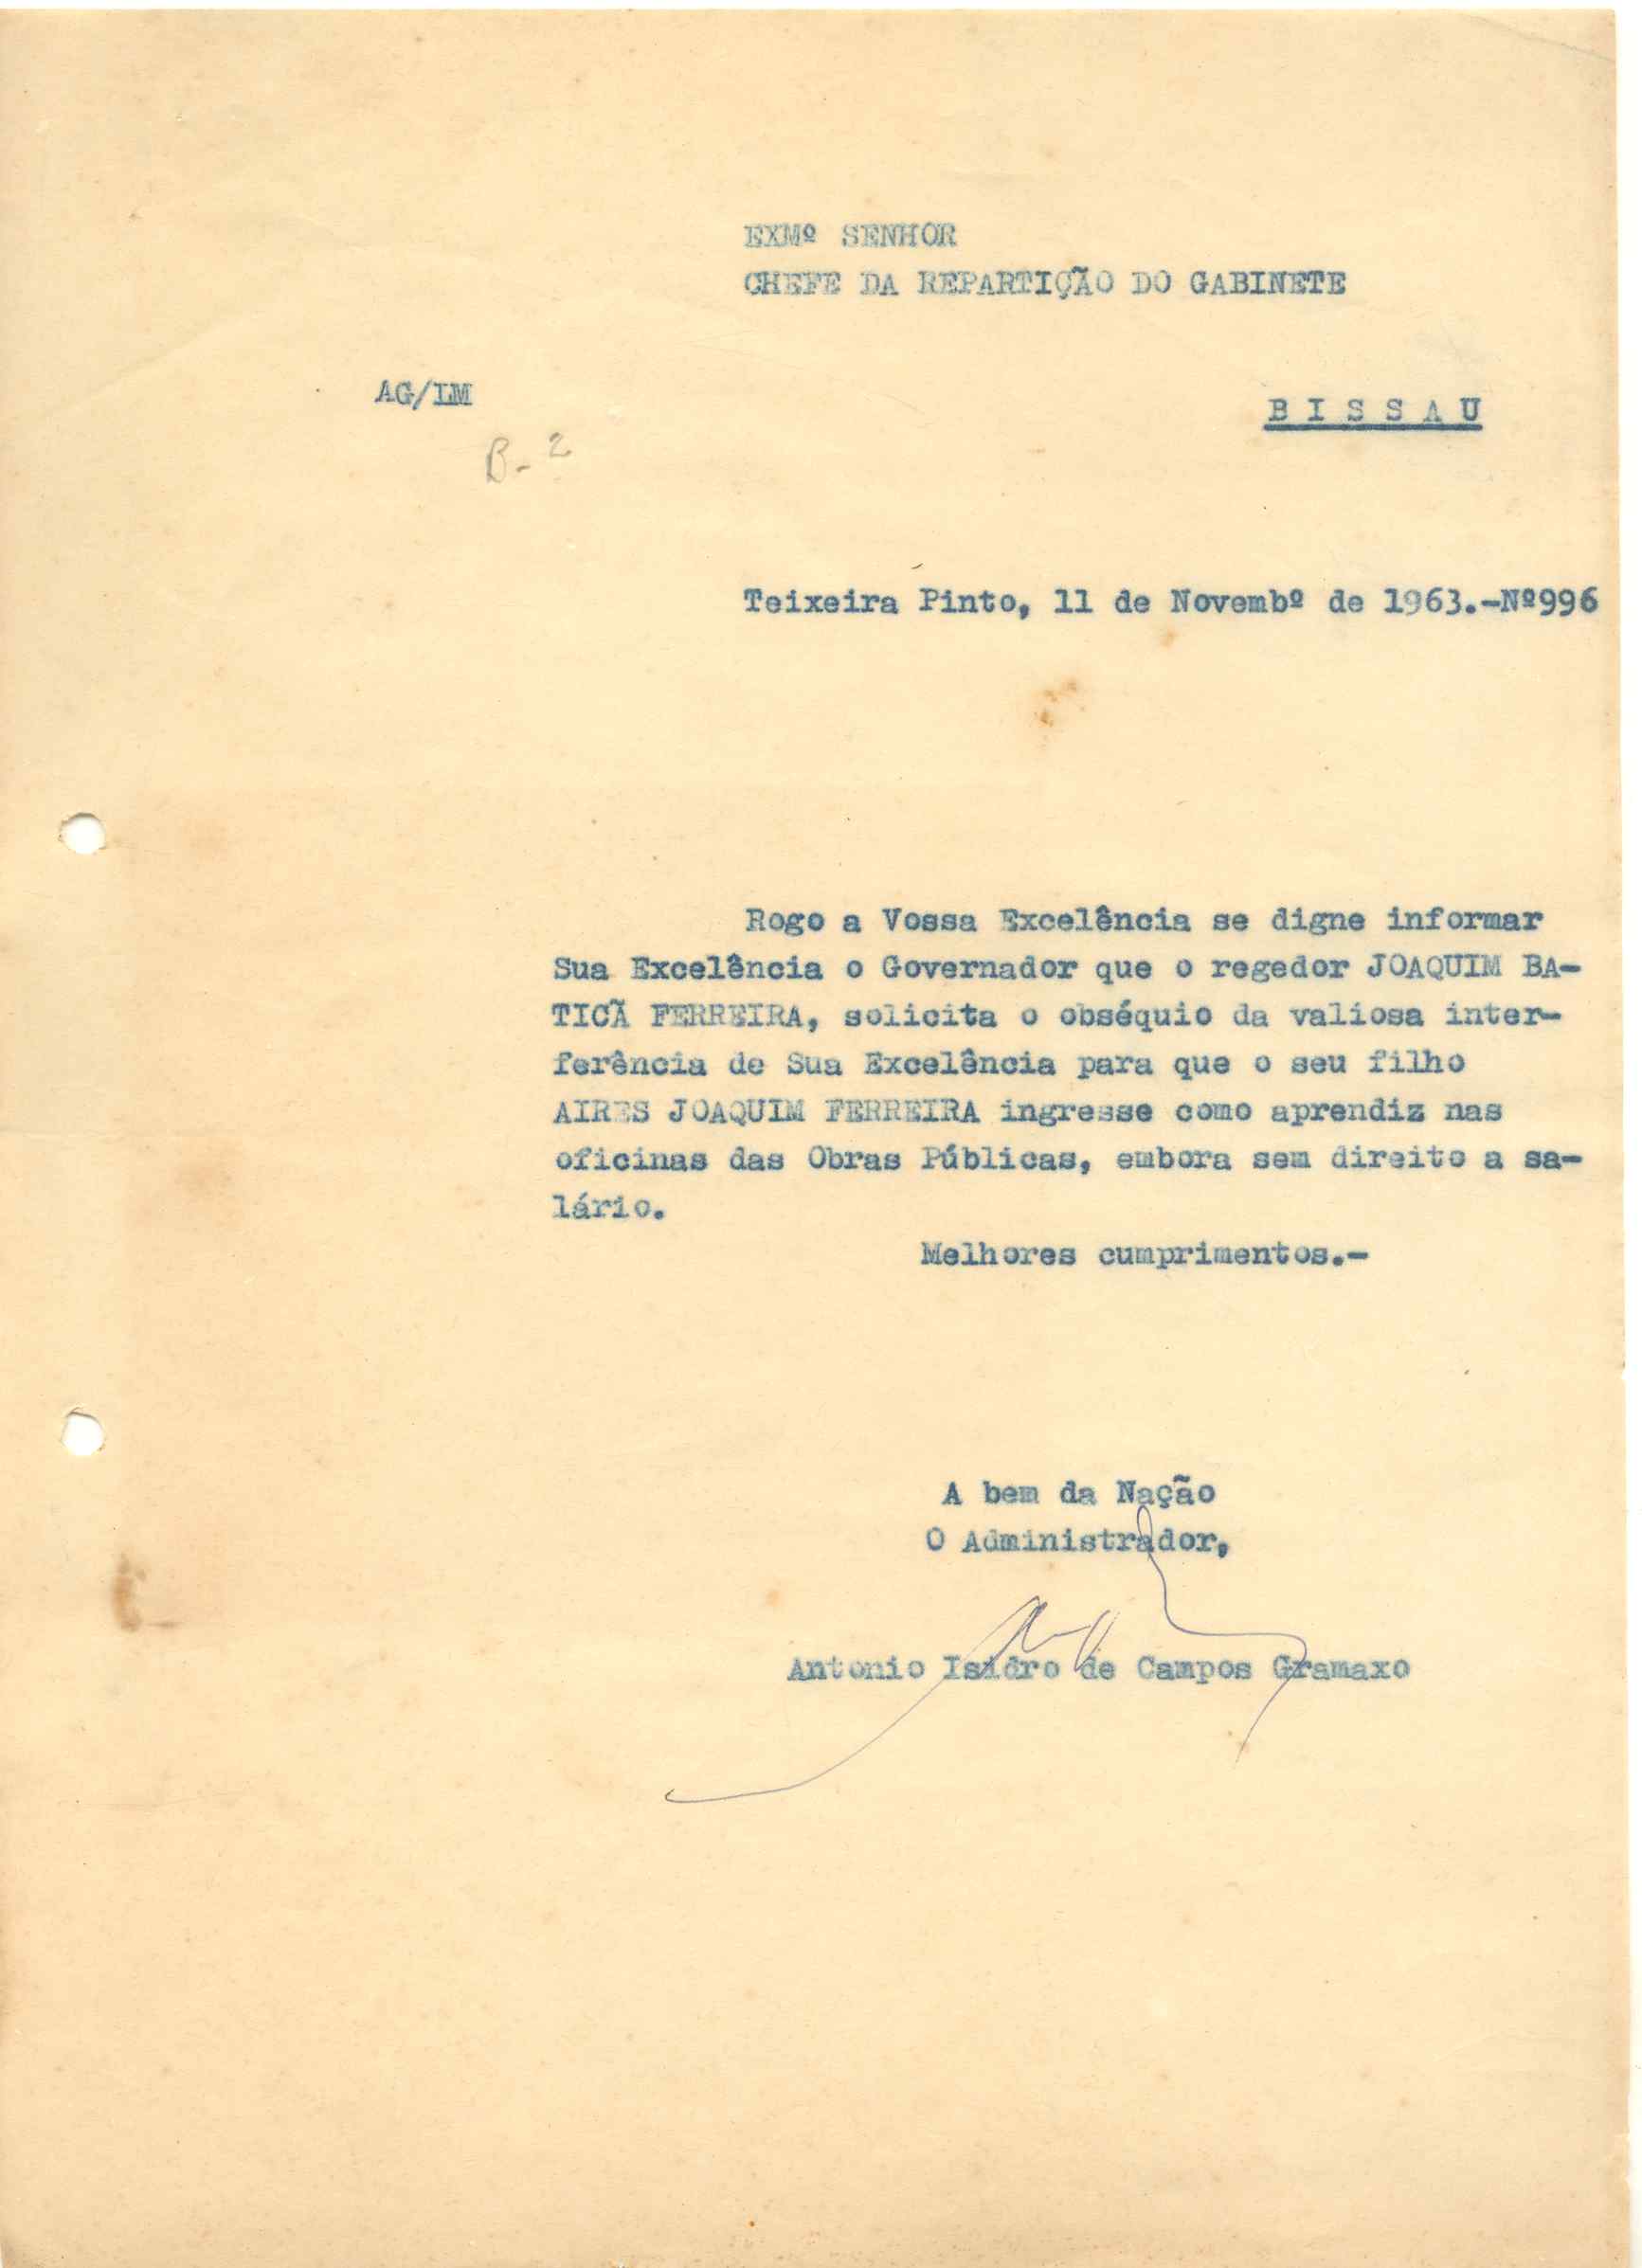 EXMº SENHOR
CHEFE DA REPARTIÇÃO DO GABINETE
AG/LM
B I S S A U
B-2
Teixeira Pinto, 11 de Novembº de 1963.-Nº996
Rogo a Vossa Excelência se digne informar
Sua Excelência o Governador que o regedor JOAQUIM BA-
TICÃ FERREIRA, solicita o obséquio da valiosa inter-
ferência de Sua Excelência para que o seu filho
AIRES JOAQUIM FERREIRA ingresse como aprendiz nas
oficinas das Obras Públicas, embora sem direito a sa-
lário.
Melhores cumprimentos.-
A bem da Nação
O Administrador,
Antonio Isidro de Campos Gramaxo